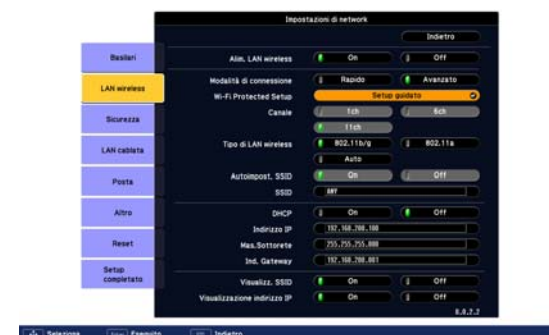 Impostazioni di network
Indietro
Basilari
LAN wireless
Sicurezza
LAN cablata
Posta
Altro
Reset
Setup completato
Alim. LAN wireless On Off
Modalità di connessione Rapido Avanzato
Wi-Fi Protected Setup Setup guidato
Canale 1ch 6ch
11ch
Tipo di LAN wireless 802.11b/g 802.11a
Auto
Autoimpost. SSID On Off
SSID ANY
DHCP On Off
Indirizzo IP 192.168.208.100
Mas.Sottorete 255.255.255.000
Ind. Gateway 192.168.208.001
Visualizz. SSID On Off
Visualizzazione indirizzo IP On Off
Seleziona Eseguito Indietro